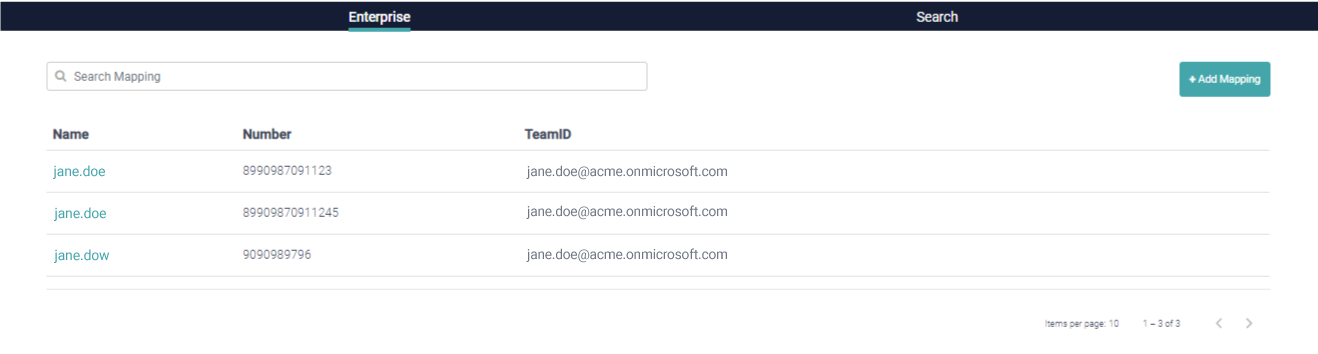 Enterprise Search
Search Mapping
+ Add Mapping
Name Number TeamID
jane.doe 8990987091123 jane.doe@acme.onmicrosoft.com
jane.doe 89909870911245 jane.doe@acme.onmicrosoft.com
jane.dow 9090989796 jane.doe@acme.onmicrosoft.com
Items per page: 10 1 – 3 of 3